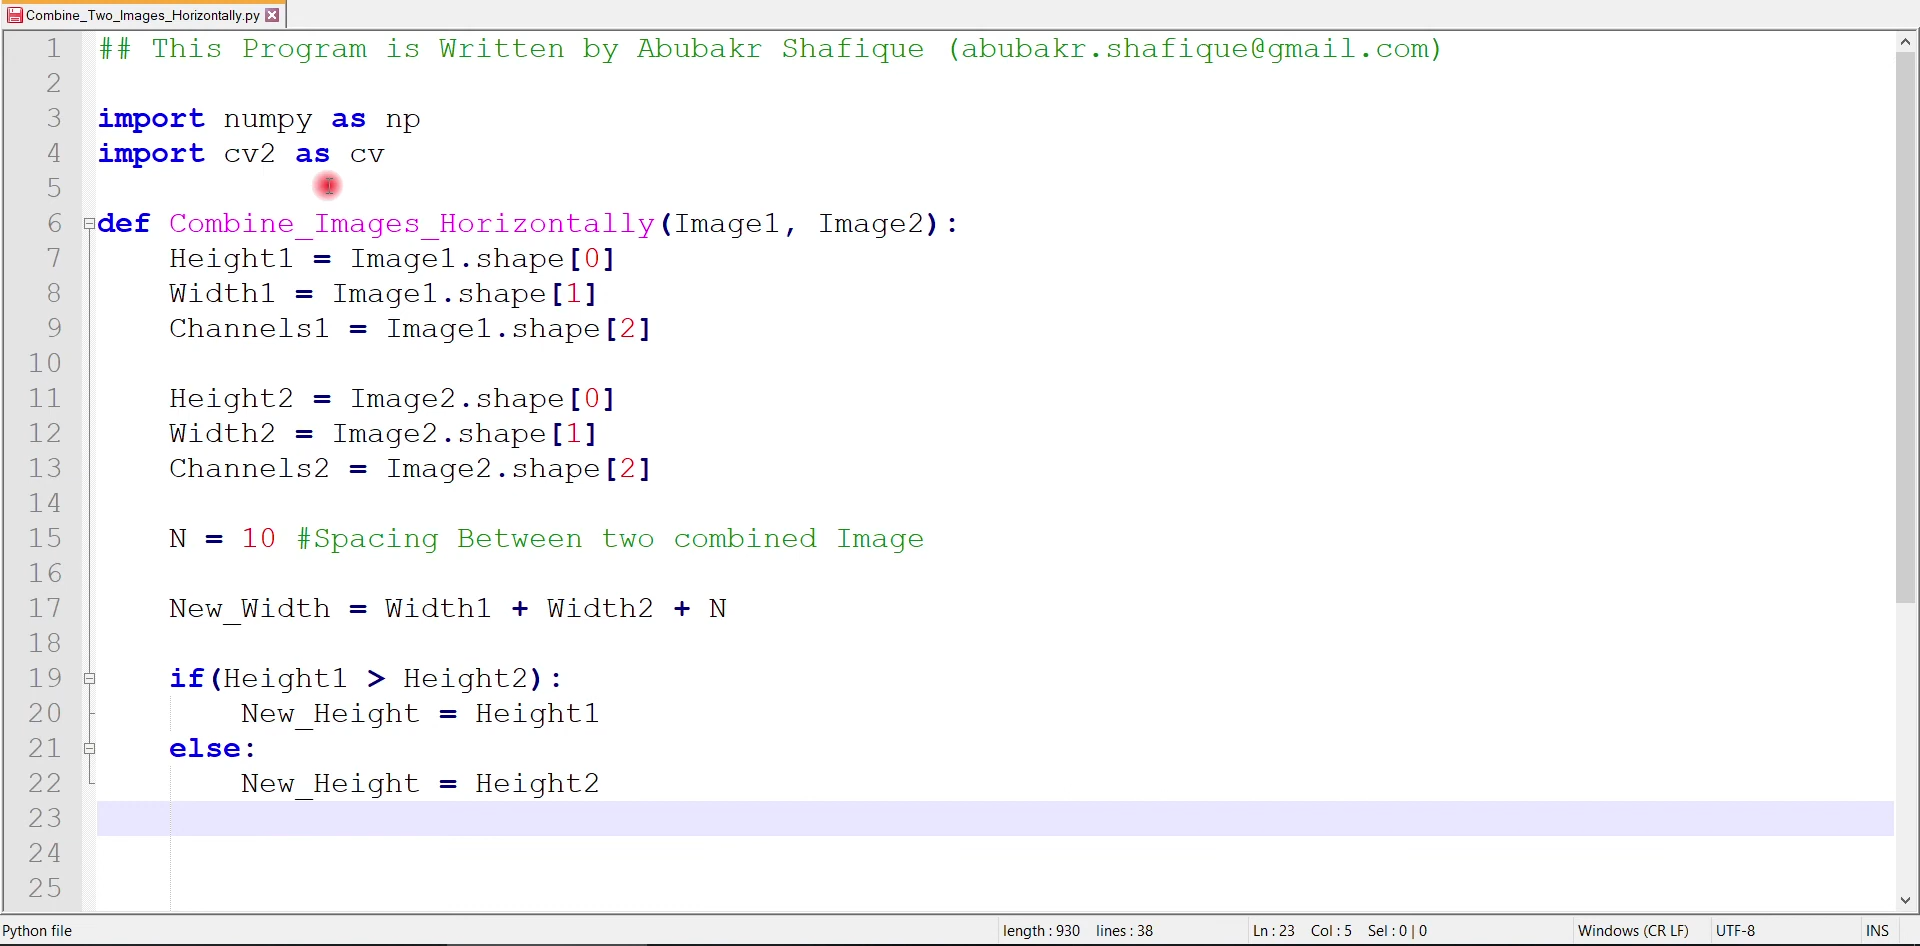 Combine_Two_Images_Horizontally.py
1 ## This Program is Written by Abubakr Shafique (abubakr.shafique@gmail.com)
2
3 import numpy as np
4 import cv2 as cv
5
6 def Combine_Images_Horizontally(Image1, Image2):
7 Height1 = Image1.shape[0]
8 Width1 = Image1.shape[1]
9 Channels1 = Image1.shape[2]
10
11 Height2 = Image2.shape[0]
12 Width2 = Image2.shape[1]
13 Channels2 = Image2.shape[2]
14
15 N = 10 #Spacing Between two combined Image
16
17 New_Width = Width1 + Width2 + N
18
19 if(Height1 > Height2):
20 New_Height = Height1
21 else:
22 New_Height = Height2
23
24
25
Python file length : 930 lines : 38 Ln : 23 Col : 5 Sel : 0 | 0 Windows (CR LF) UTF-8 INS